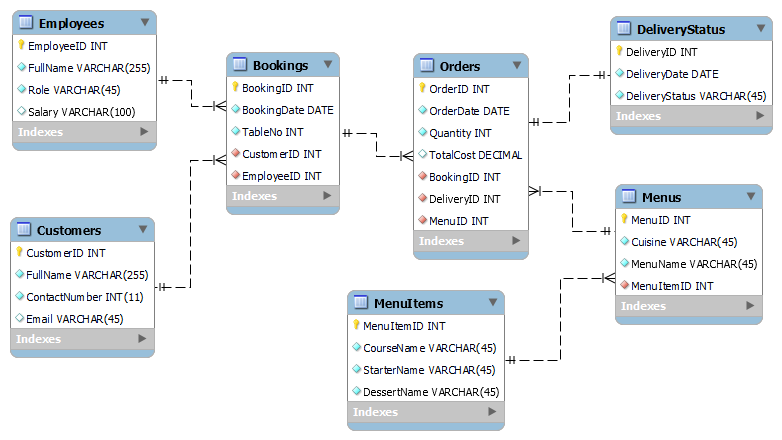 Employees
EmployeeID INT
FullName VARCHAR(255)
Role VARCHAR(45)
Salary VARCHAR(100)
Indexes
Bookings
BookingID INT
BookingDate DATE
TableNo INT
CustomerID INT
EmployeeID INT
Indexes
Orders
OrderID INT
OrderDate DATE
Quantity INT
TotalCost DECIMAL
BookingID INT
DeliveryID INT
MenuID INT
Indexes
DeliveryStatus
DeliveryID INT
DeliveryDate DATE
DeliveryStatus VARCHAR(45)
Indexes
Customers
CustomerID INT
FullName VARCHAR(255)
ContactNumber INT(11)
Email VARCHAR(45)
Indexes
MenuItems
MenuItemID INT
CourseName VARCHAR(45)
StarterName VARCHAR(45)
DessertName VARCHAR(45)
Indexes
Menus
MenuID INT
Cuisine VARCHAR(45)
MenuName VARCHAR(45)
MenuItemID INT
Indexes